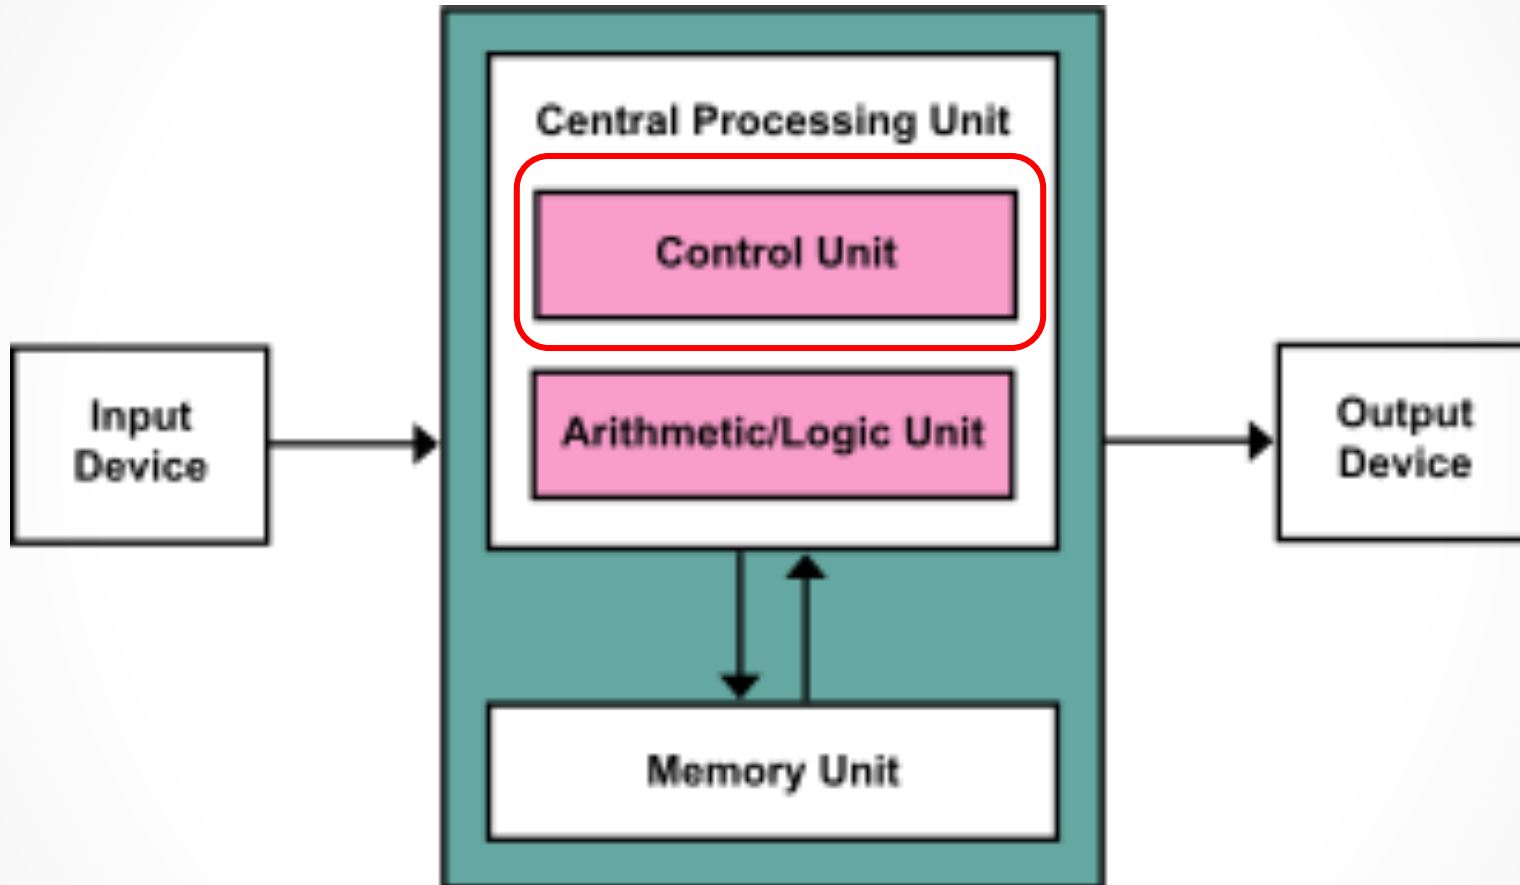 Central Processing Unit
Control Unit
Arithmetic/Logic Unit
Input
Device
Output
Device
Memory Unit